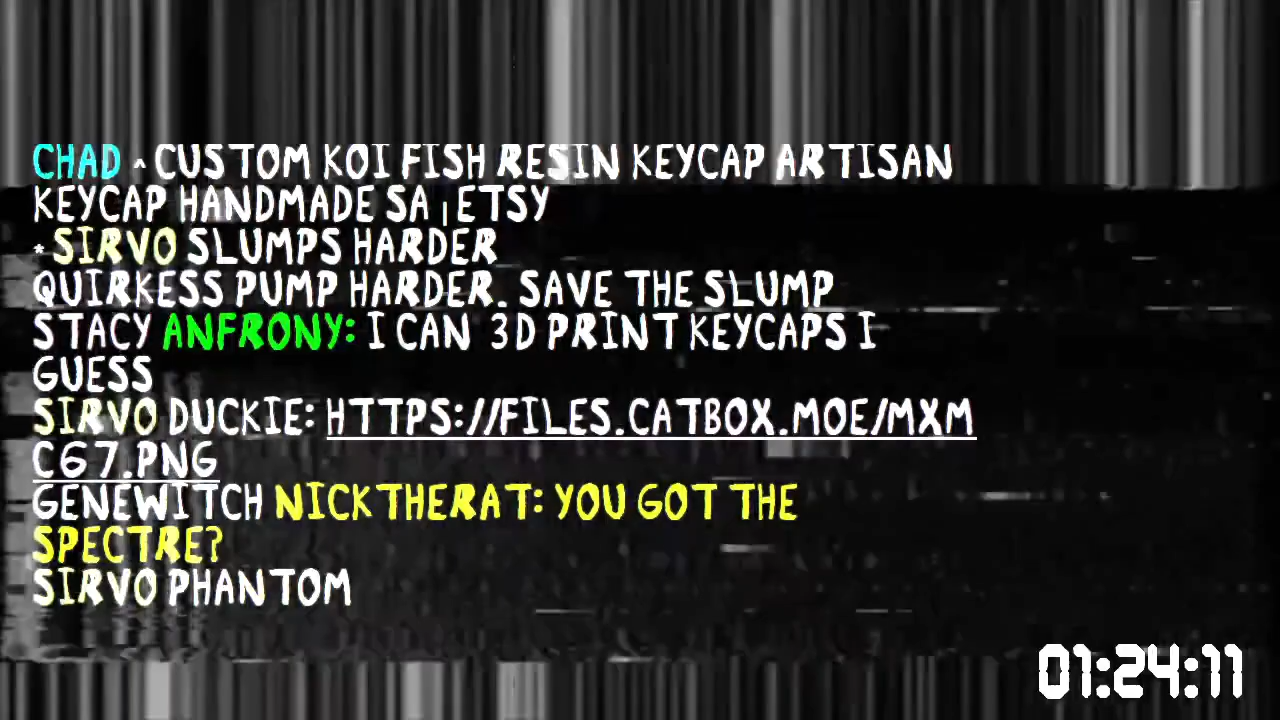 CHAD ^ CUSTOM KOI FISH RESIN KEYCAP ARTISAN
KEYCAP HANDMADE SA | ETSY
* SIRVO SLUMPS HARDER
QUIRKESS PUMP HARDER. SAVE THE SLUMP
STACY ANFRONY: I CAN 3D PRINT KEYCAPS I
GUESS
SIRVO DUCKIE: HTTPS://FILES.CATBOX.MOE/MXM
C67.PNG
GENEWITCH NICKTHERAT: YOU GOT THE
SPECTRE?
SIRVO PHANTOM
01:24:11